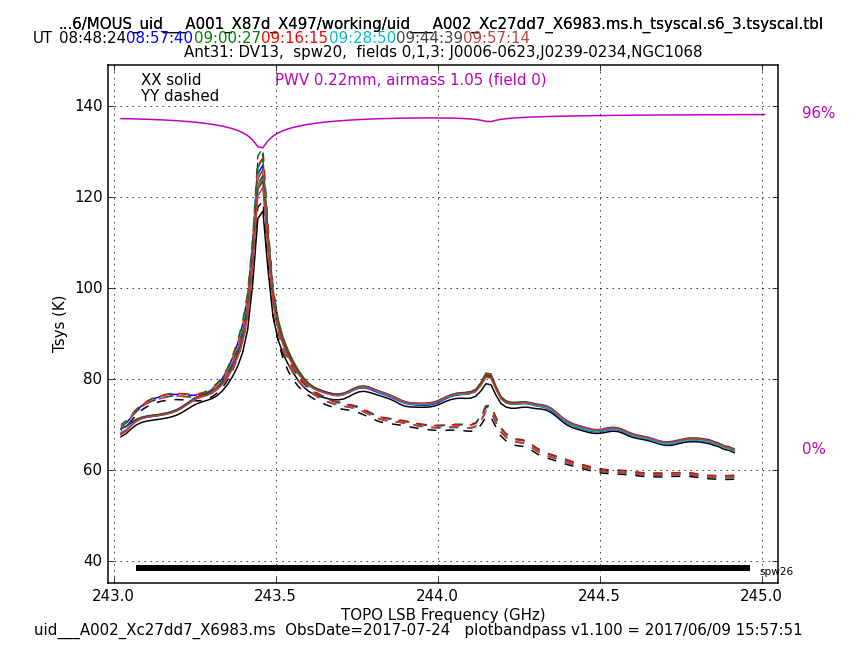 ...6/MOUS_uid___A001_X87d_X497/working/uid___A002_Xc27dd7_X6983.ms.h_tsyscal.s6_3.tsyscal.tbl
UT 08:48:24 08:57:40 09:00:27 09:16:15 09:28:50 09:44:39 09:57:14
Ant31: DV13, spw20, fields 0,1,3: J0006-0623,J0239-0234,NGC1068
XX solid
YY dashed
PWV 0.22mm, airmass 1.05 (field 0)
96%
0%
140
120
100
80
60
40
Tsys (K)
spw26
243.0 243.5 244.0 244.5 245.0
TOPO LSB Frequency (GHz)
uid___A002_Xc27dd7_X6983.ms ObsDate=2017-07-24 plotbandpass v1.100 = 2017/06/09 15:57:51